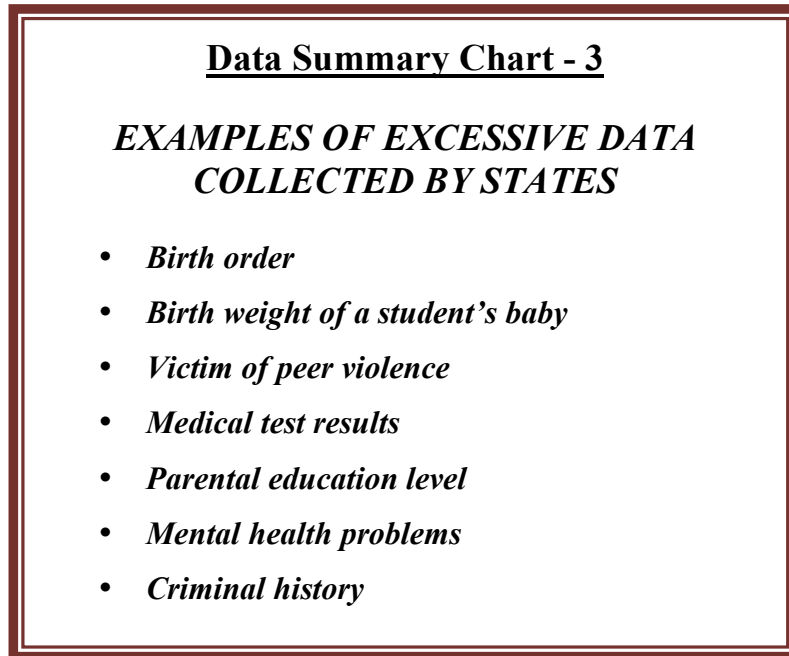 Data Summary Chart - 3
EXAMPLES OF EXCESSIVE DATA
COLLECTED BY STATES
• Birth order
• Birth weight of a student’s baby
• Victim of peer violence
• Medical test results
• Parental education level
• Mental health problems
• Criminal history